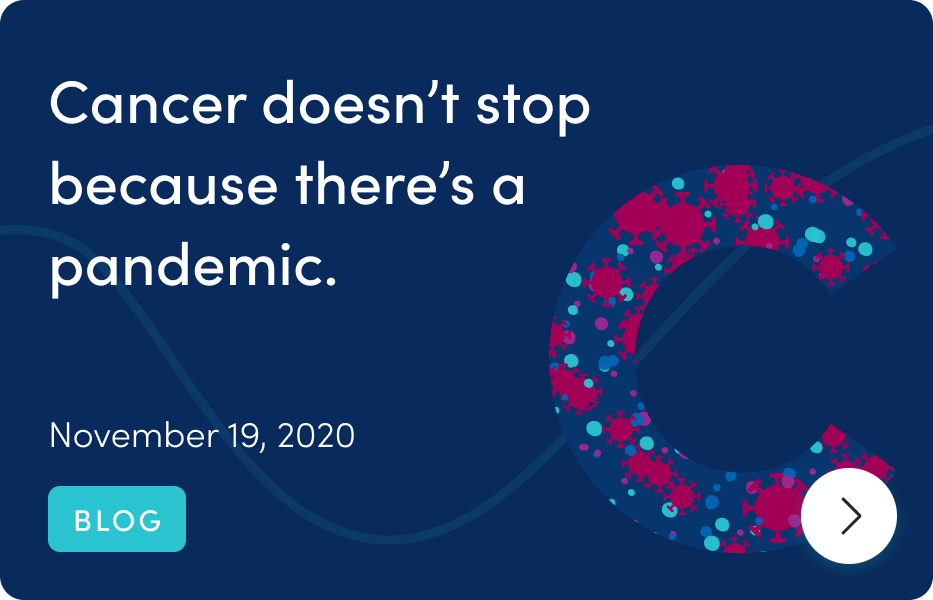 Cancer doesn’t stop
because there’s a
pandemic.
November 19, 2020
BLOG